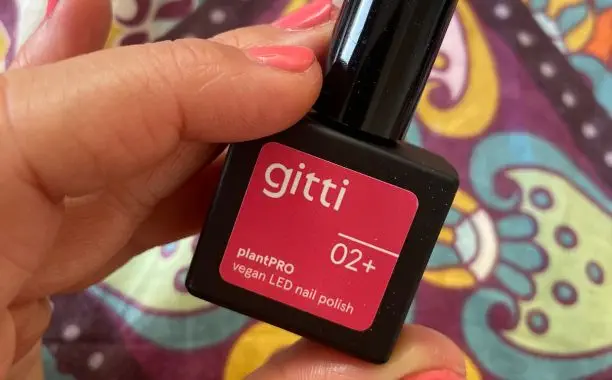 gitti
02+
plantPRO
vegan LED nail polish